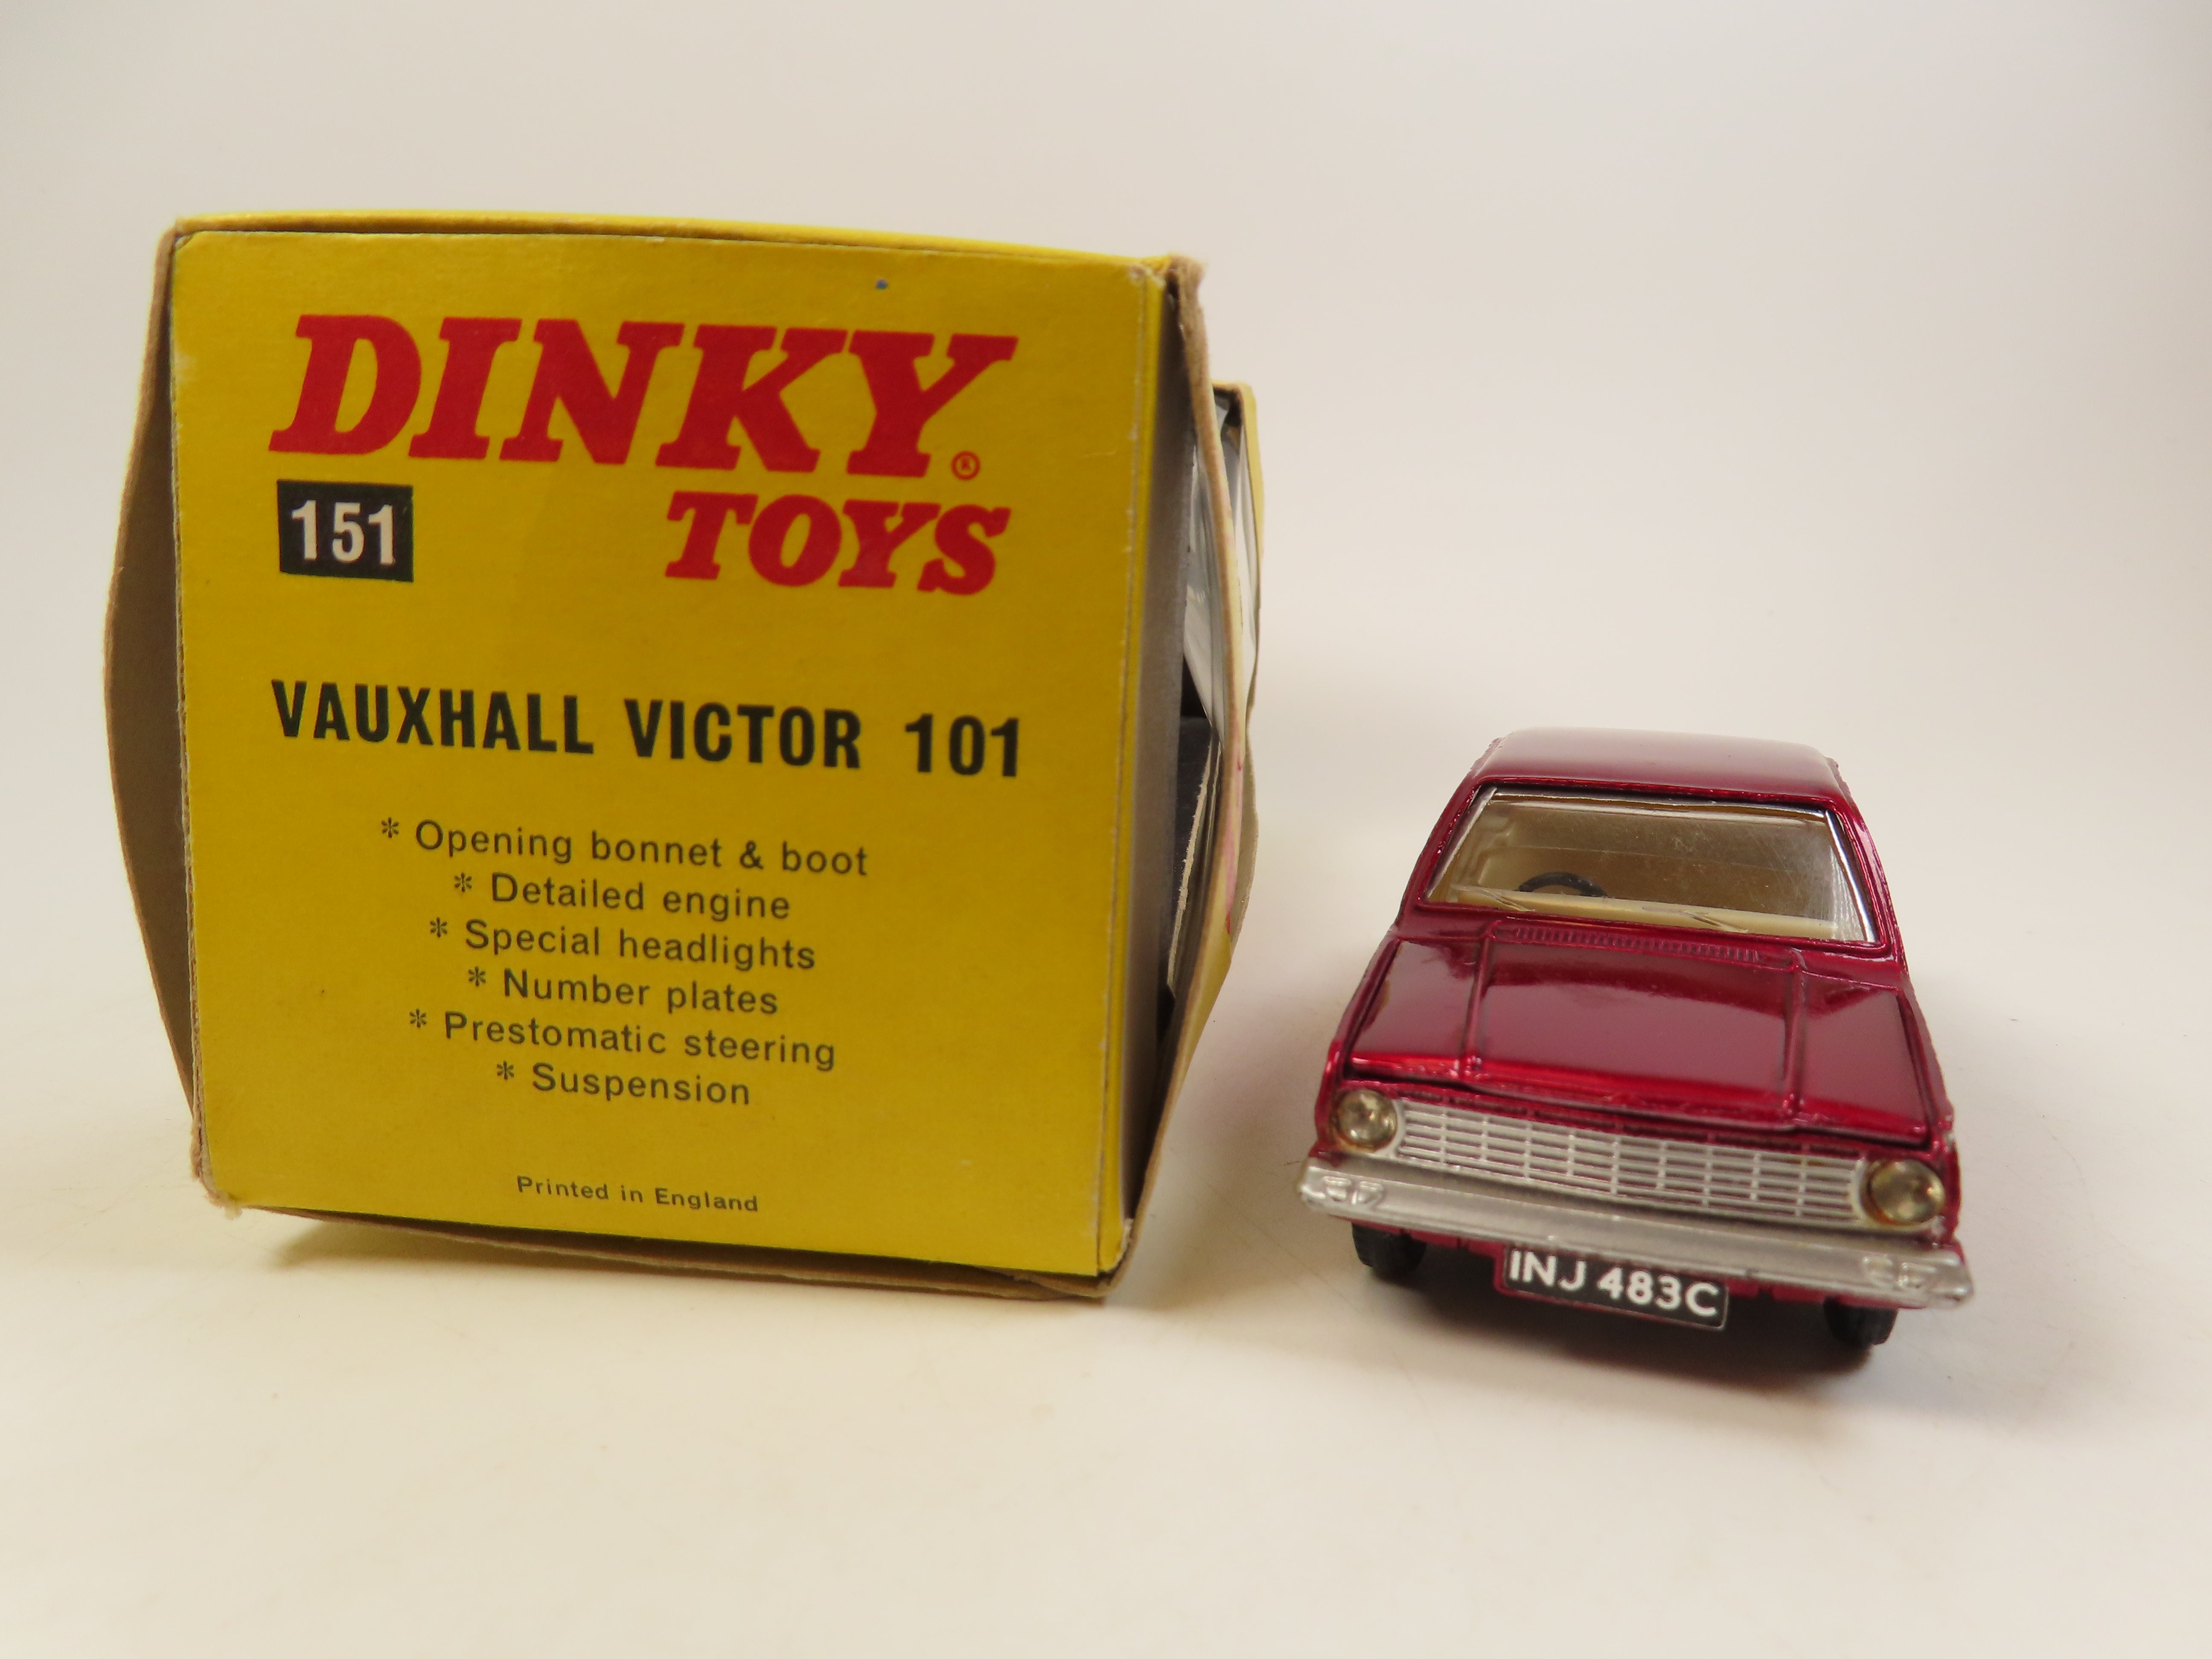 DINKY®
151 TOYS
VAUXHALL VICTOR 101
* Opening bonnet & boot
* Detailed engine
* Special headlights
* Number plates
* Prestomatic steering
* Suspension
Printed in England
INJ 483C